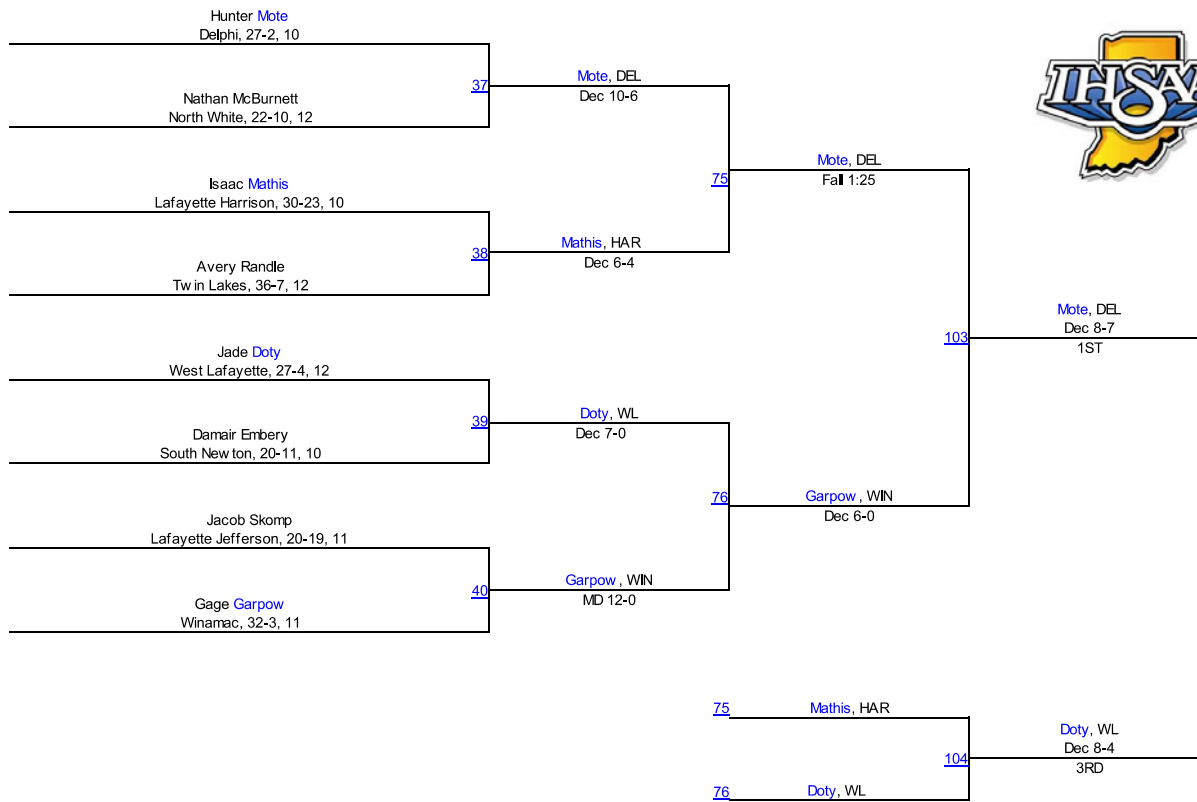 Hunter Mote
Delphi, 27-2, 10
37
Mote, DEL
Dec 10-6
Nathan McBurnett
North White, 22-10, 12
75
Mote, DEL
Fall 1:25
Isaac Mathis
Lafayette Harrison, 30-23, 10
38
Mathis, HAR
Dec 6-4
Avery Randle
Twin Lakes, 36-7, 12
103
Mote, DEL
Dec 8-7
1ST
Jade Doty
West Lafayette, 27-4, 12
39
Doty, WL
Dec 7-0
Damair Embery
South Newton, 20-11, 10
76
Garpow, WIN
Dec 6-0
Jacob Skomp
Lafayette Jefferson, 20-19, 11
40
Garpow, WIN
MD 12-0
Gage Garpow
Winamac, 32-3, 11
75
Mathis, HAR
104
Doty, WL
Dec 8-4
3RD
76
Doty, WL
IHSAA